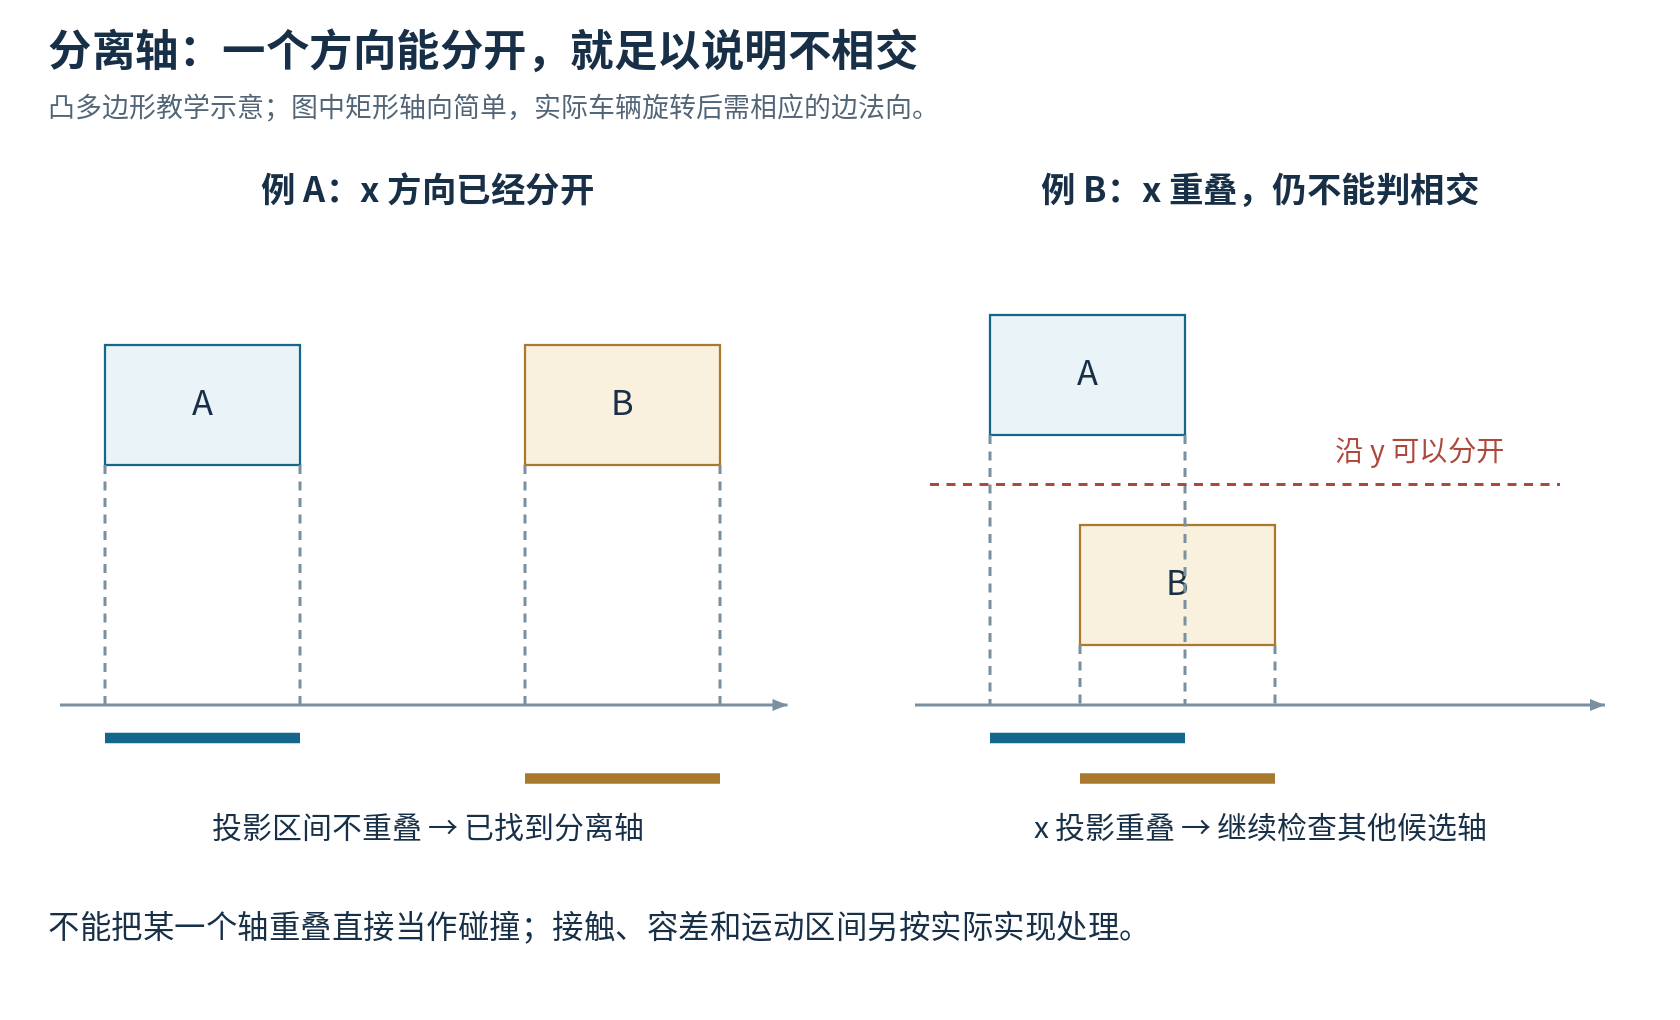 分离轴：一个方向能分开，就足以说明不相交
凸多边形教学示意；图中矩形轴向简单，实际车辆旋转后需相应的边法向。
例 A：x 方向已经分开
A
B
投影区间不重叠 → 已找到分离轴
例 B：x 重叠，仍不能判相交
A
沿 y 可以分开
B
x 投影重叠 → 继续检查其他候选轴
不能把某一个轴重叠直接当作碰撞；接触、容差和运动区间另按实际实现处理。